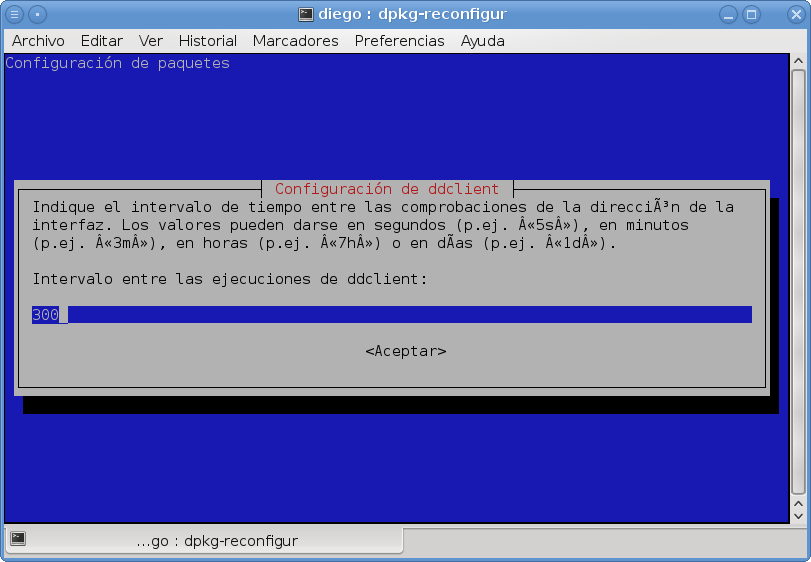 diego : dpkg-reconfigur
Archivo Editar Ver Historial Marcadores Preferencias Ayuda
Configuración de paquetes
Configuración de ddclient
Indique el intervalo de tiempo entre las comprobaciones de la direcciÃ³n de la
interfaz. Los valores pueden darse en segundos (p.ej. Â«5sÂ»), en minutos
(p.ej. Â«3mÂ»), en horas (p.ej. Â«7hÂ») o en dÃas (p.ej. Â«1dÂ»).
Intervalo entre las ejecuciones de ddclient:
300
<Aceptar>
...go : dpkg-reconfigur